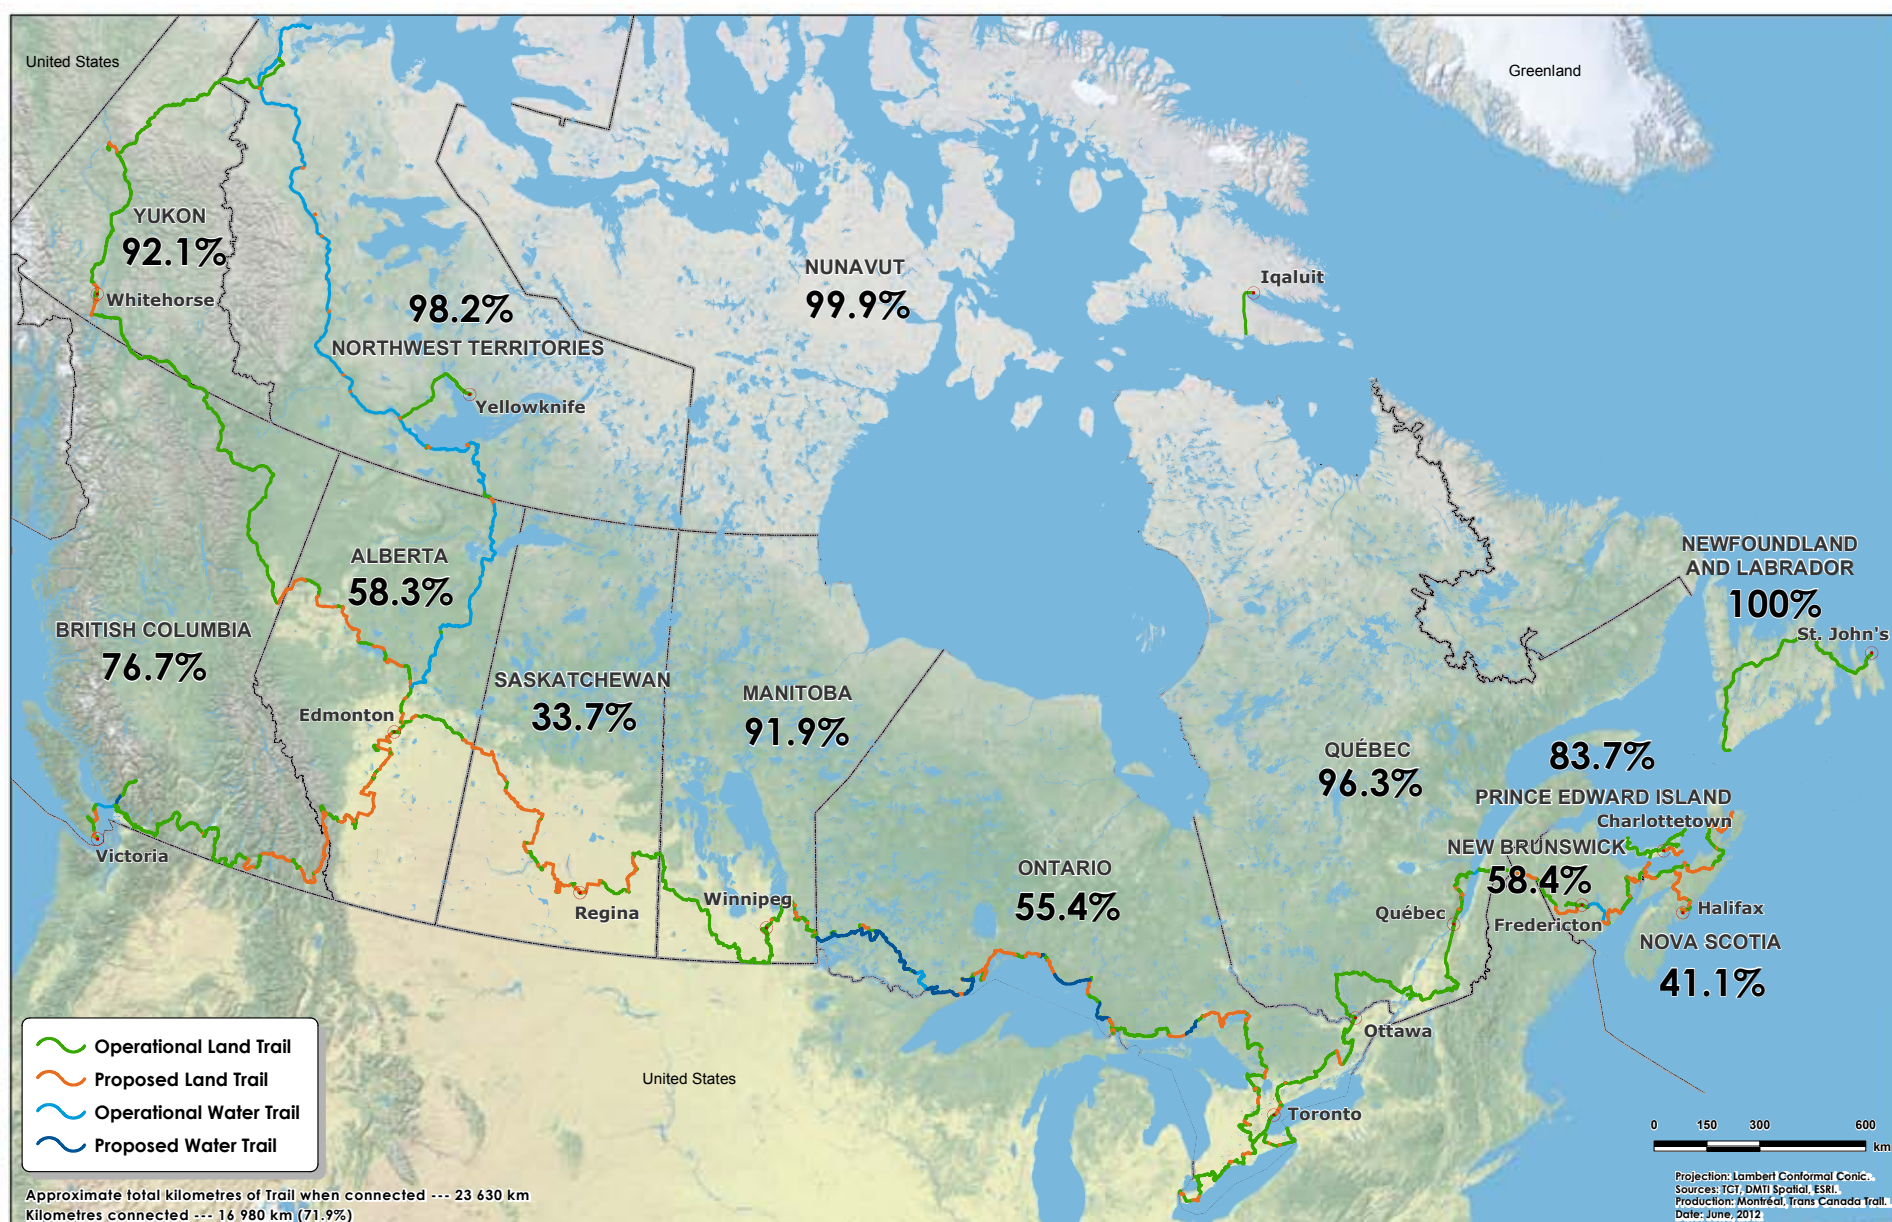 United States
Greenland
YUKON
92.1%
Whitehorse
98.2%
NORTHWEST TERRITORIES
Yellowknife
NUNAVUT
99.9%
Iqaluit
ALBERTA
58.3%
BRITISH COLUMBIA
76.7%
Edmonton
SASKATCHEWAN
33.7%
MANITOBA
91.9%
NEWFOUNDLAND
AND LABRADOR
100%
St. John's
QUÉBEC
96.3%
83.7%
PRINCE EDWARD ISLAND
Charlottetown
NEW BRUNSWICK
58.4%
Fredericton
Québec
Halifax
NOVA SCOTIA
41.1%
Victoria
Regina
Winnipeg
ONTARIO
55.4%
Ottawa
Toronto
United States
Operational Land Trail
Proposed Land Trail
Operational Water Trail
Proposed Water Trail
Approximate total kilometres of Trail when connected --- 23 630 km
Kilometres connected --- 16 980 km (71.9%)
0 150 300 600
km
Projection: Lambert Conformal Conic.
Sources: TCT, DMTI Spatial, ESRI.
Production: Montréal, Trans Canada Trail.
Date: June, 2012